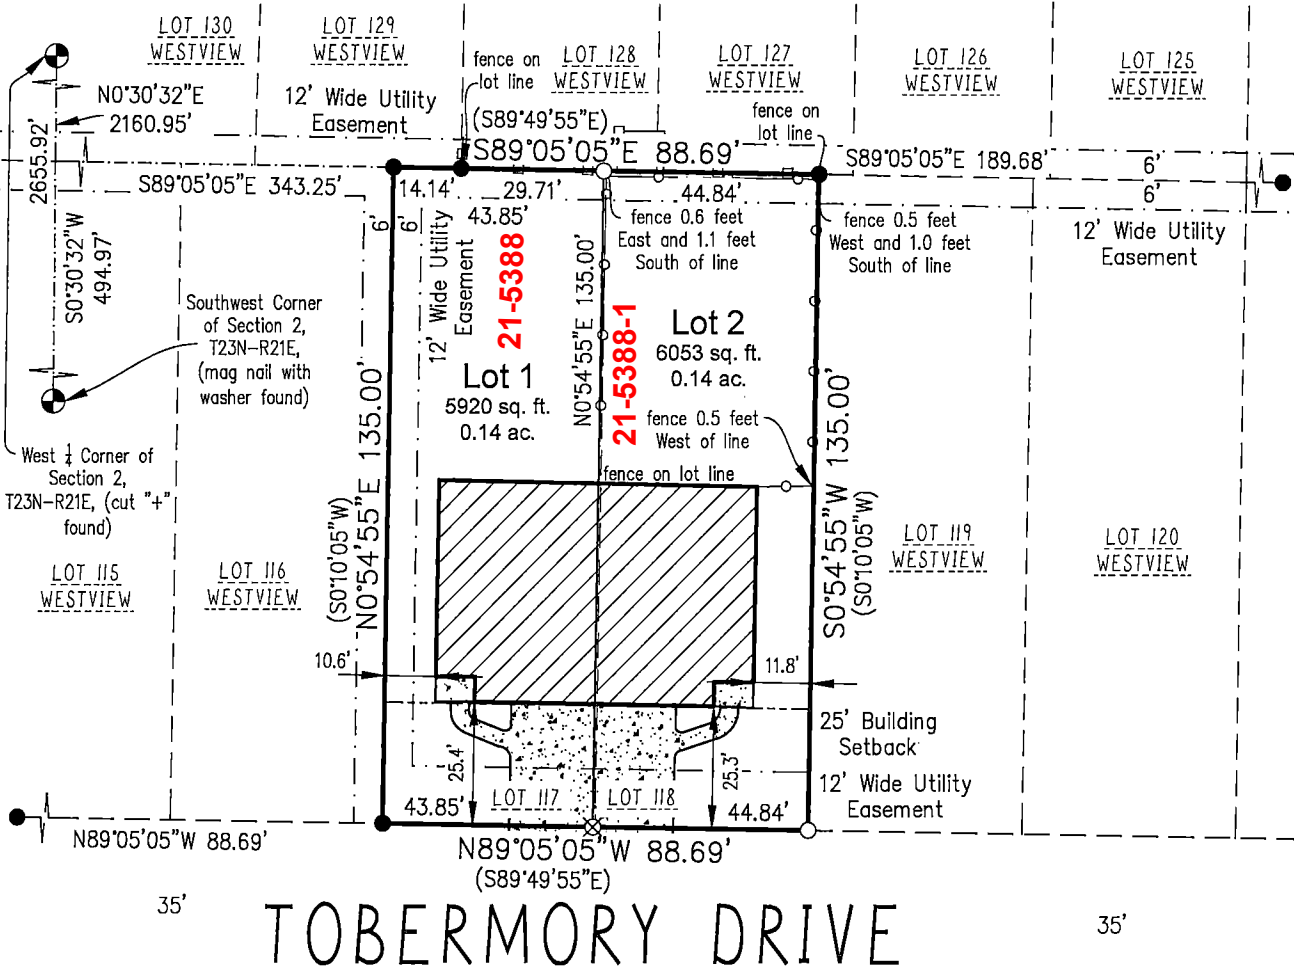 LOT 130
WESTVIEW
LOT 129
WESTVIEW
fence on
lot line
LOT 128
WESTVIEW
LOT 127
WESTVIEW
LOT 126
WESTVIEW
LOT 125
WESTVIEW
N0°30'32"E
2160.95'
12' Wide Utility
Easement
(S89°49'55"E)
S89°05'05"E 88.69'
fence on
lot line
S89°05'05"E 189.68'
6'
6'
2655.92'
S0°30'32"W
494.97'
S89°05'05"E 343.25'
14.14'
29.71'
44.84'
43.85'
6'
6'
12' Wide Utility
Easement
21-5388
fence 0.6 feet
East and 1.1 feet
South of line
fence 0.5 feet
West and 1.0 feet
South of line
12' Wide Utility
Easement
Southwest Corner
of Section 2,
T23N-R21E,
(mag nail with
washer found)
N0°54'55"E 135.00'
21-5388-1
Lot 2
6053 sq. ft.
0.14 ac.
Lot 1
5920 sq. ft.
0.14 ac.
fence 0.5 feet
West of line
fence on lot line
West ¼ Corner of
Section 2,
T23N-R21E, (cut "+"
found)
(S0°10'05"W)
N0°54'55"E 135.00'
S0°54'55"W 135.00'
(S0°10'05"W)
LOT 115
WESTVIEW
LOT 116
WESTVIEW
LOT 119
WESTVIEW
LOT 120
WESTVIEW
10.6'
11.8'
25' Building
Setback
25.4'
25.3'
12' Wide Utility
Easement
43.85'
LOT 117
LOT 118
44.84'
N89°05'05"W 88.69'
N89°05'05"W 88.69'
(S89°49'55"E)
35'
TOBERMORY DRIVE
35'